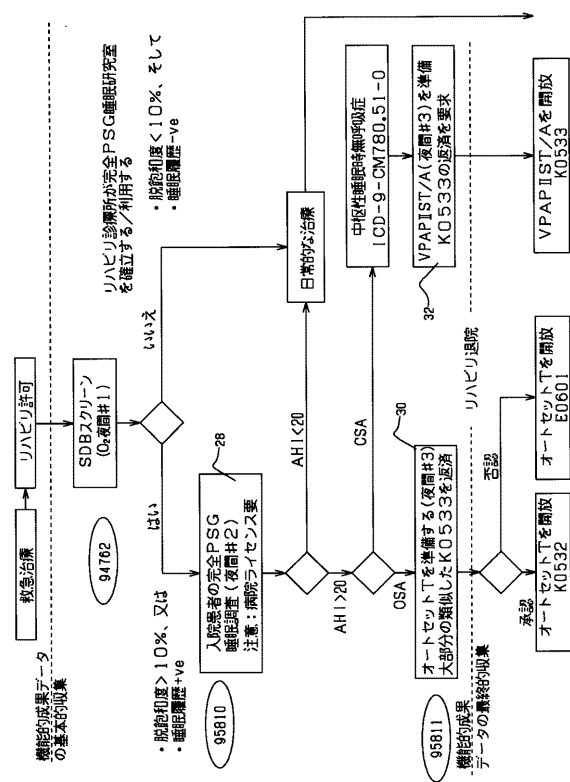 救急治療
リハビリ許可
機能的成果データ
の基本的収集
94762
SDBスクリーン
(O₂夜間#1)
リハビリ診療所が完全PSG睡眠研究室
を確立する/利用する
はい
いいえ
・脱飽和度>10%、又は
・睡眠履歴+ve
・脱飽和度<10%、そして
・睡眠履歴-ve
95810
入院患者の完全PSG
睡眠調査(夜間#2)
注意:病院ライセンス要
28
AHI<20
日常的な治療
AHI>20
CSA
中枢性睡眠時無呼吸症
ICD-9-CM780.51-0
OSA
30
95811
オートセットTを準備する(夜間#3)
大部分の類似したK0533を返済
32
VPAPⅡST/A(夜間#3)を準備
K0533の返済を要求
機能的成果
データの最終的収集
リハビリ退院
承認
否認
オートセットTを開放
K0532
オートセットTを開放
E0601
VPAPⅡST/Aを開放
K0533